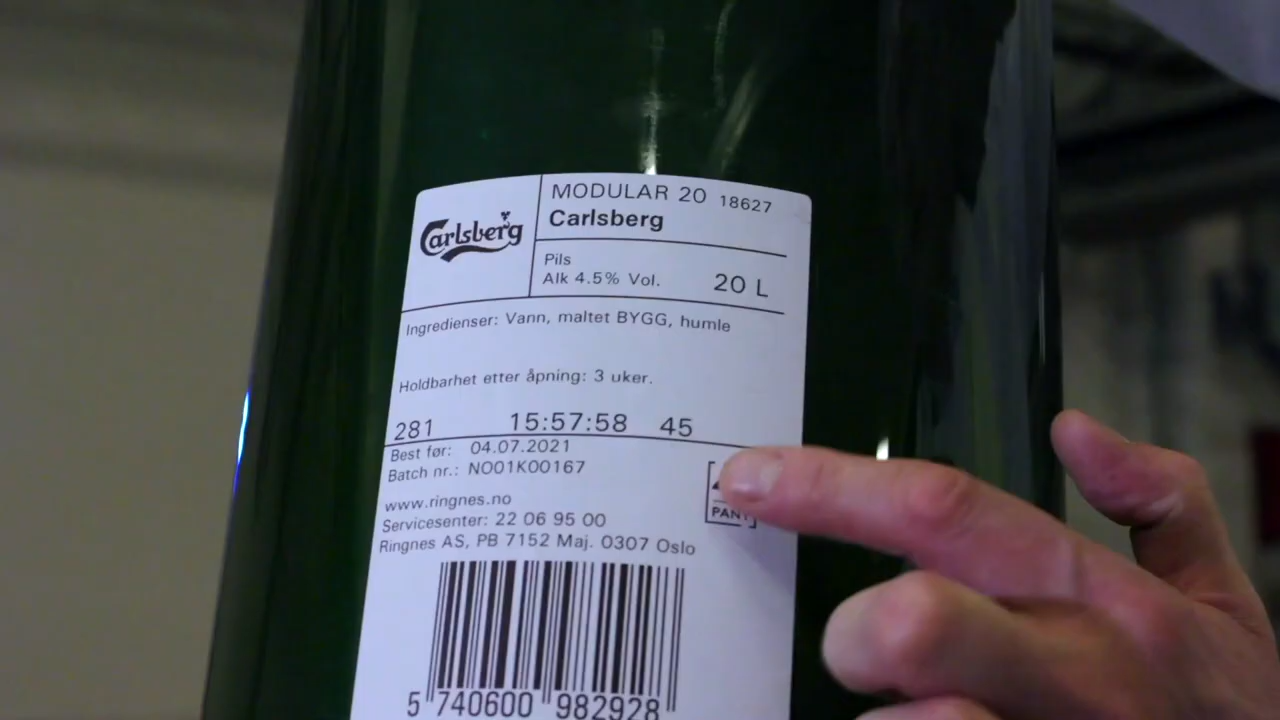 Carlsberg
MODULAR 20 18627
Carlsberg
Pils
Alk 4.5% Vol. 20 L
Ingredienser: Vann, maltet BYGG, humle
Holdbarhet etter åpning: 3 uker.
281 15:57:58 45
Best før: 04.07.2021
Batch nr.: NO01K00167
PANT
www.ringnes.no
Servicesenter: 22 06 95 00
Ringnes AS, PB 7152 Maj. 0307 Oslo
5 740600 982928